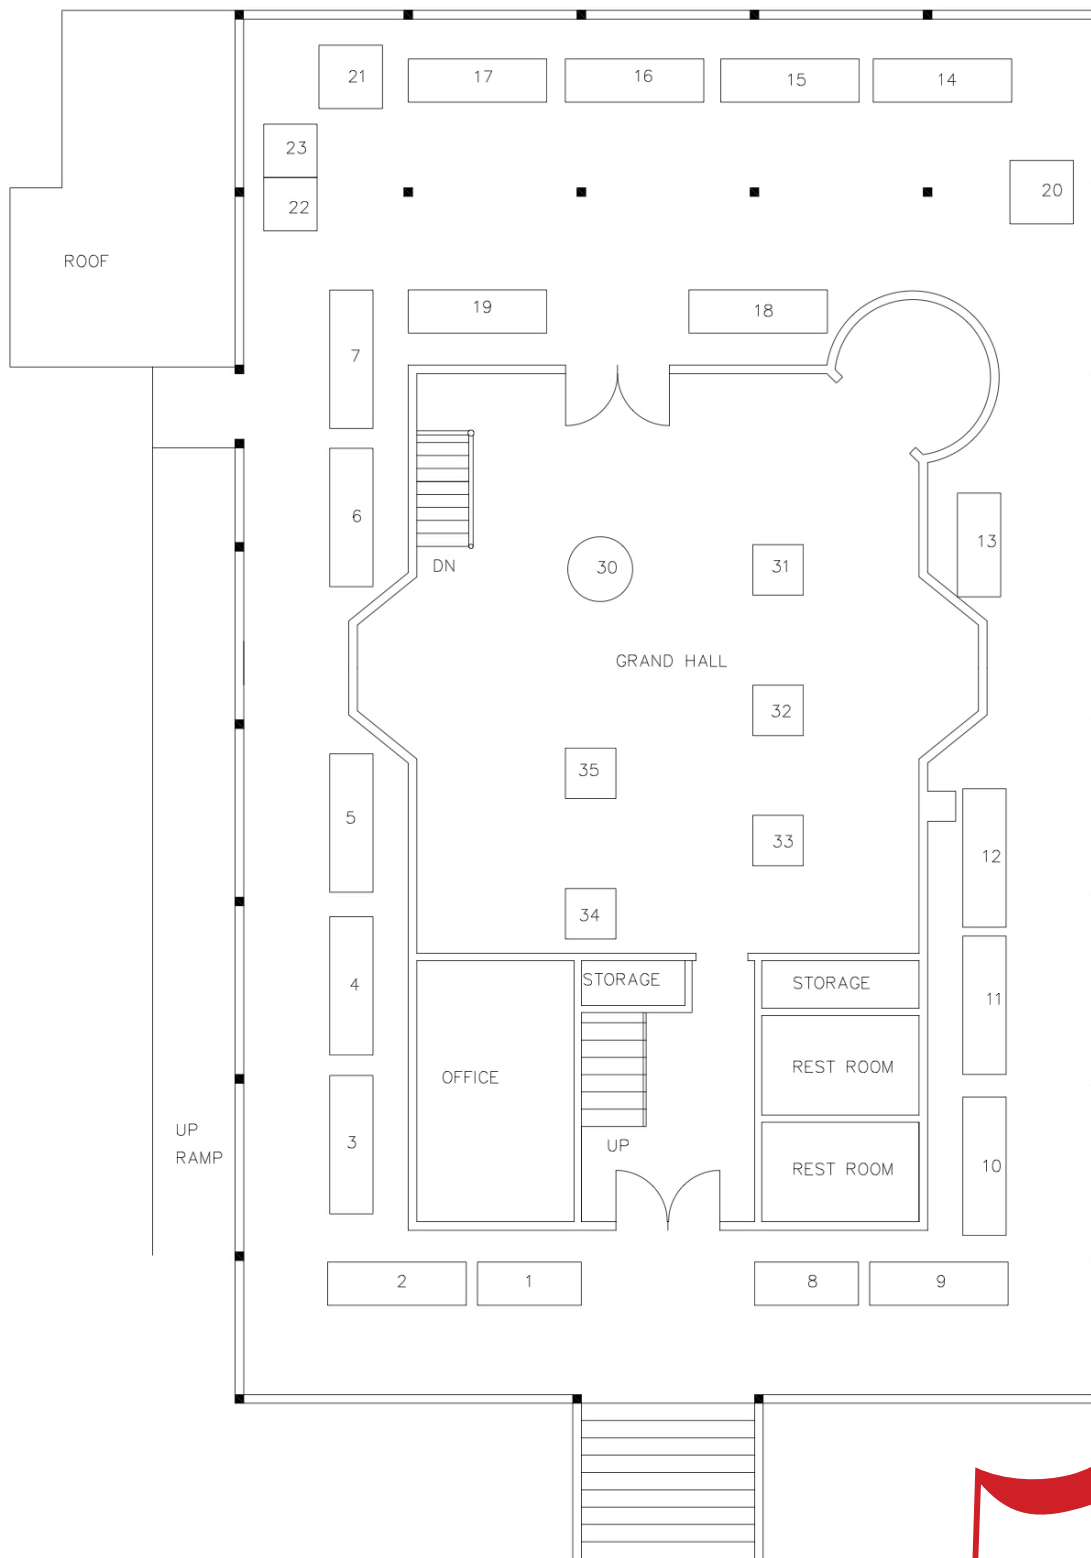 21
17
16
15
14
23
22
20
ROOF
19
18
7
6
13
DN
30
31
GRAND HALL
32
35
5
33
12
34
STORAGE
STORAGE
4
11
OFFICE
REST ROOM
UP
RAMP
3
UP
REST ROOM
10
2
1
8
9